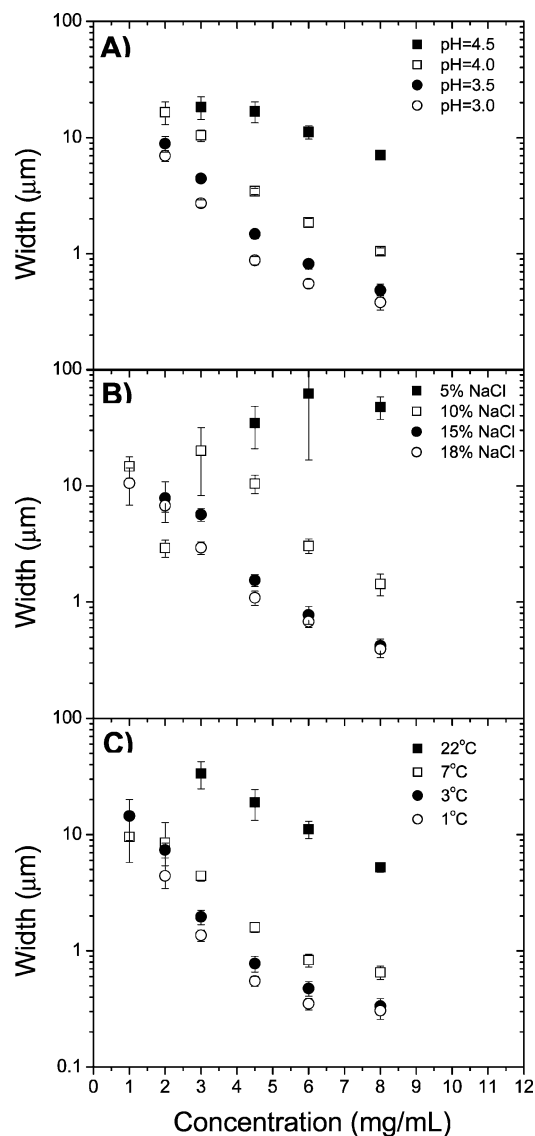 100
A)
pH=4.5
pH=4.0
pH=3.5
pH=3.0
10
Width (μm)
1
100
B)
5% NaCl
10% NaCl
15% NaCl
18% NaCl
10
Width (μm)
1
100
C)
22°C
7°C
3°C
1°C
10
Width (μm)
1
0.1
0 1 2 3 4 5 6 7 8 9 10 11 12
Concentration (mg/mL)